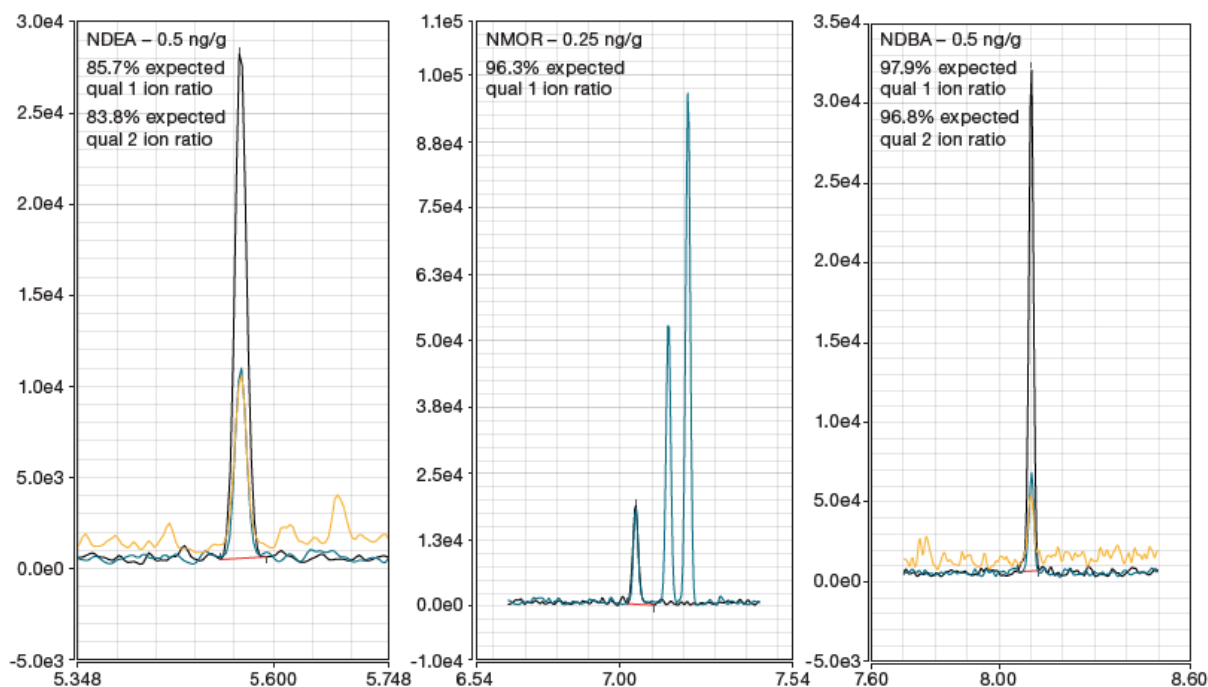 NDEA – 0.5 ng/g
85.7% expected
qual 1 ion ratio
83.8% expected
qual 2 ion ratio
3.0e4
2.5e4
2.0e4
1.5e4
1.0e4
5.0e3
0.0e0
-5.0e3
5.348
5.600
5.748
NMOR – 0.25 ng/g
96.3% expected
qual 1 ion ratio
1.1e5
1.0e5
8.8e4
7.5e4
6.3e4
5.0e4
3.8e4
2.5e4
1.3e4
0.0e0
-1.0e4
6.54
7.00
7.54
NDBA – 0.5 ng/g
97.9% expected
qual 1 ion ratio
96.8% expected
qual 2 ion ratio
3.5e4
3.0e4
2.5e4
2.0e4
1.5e4
1.0e4
5.0e4
0.0e0
-5.0e3
7.60
8.00
8.60